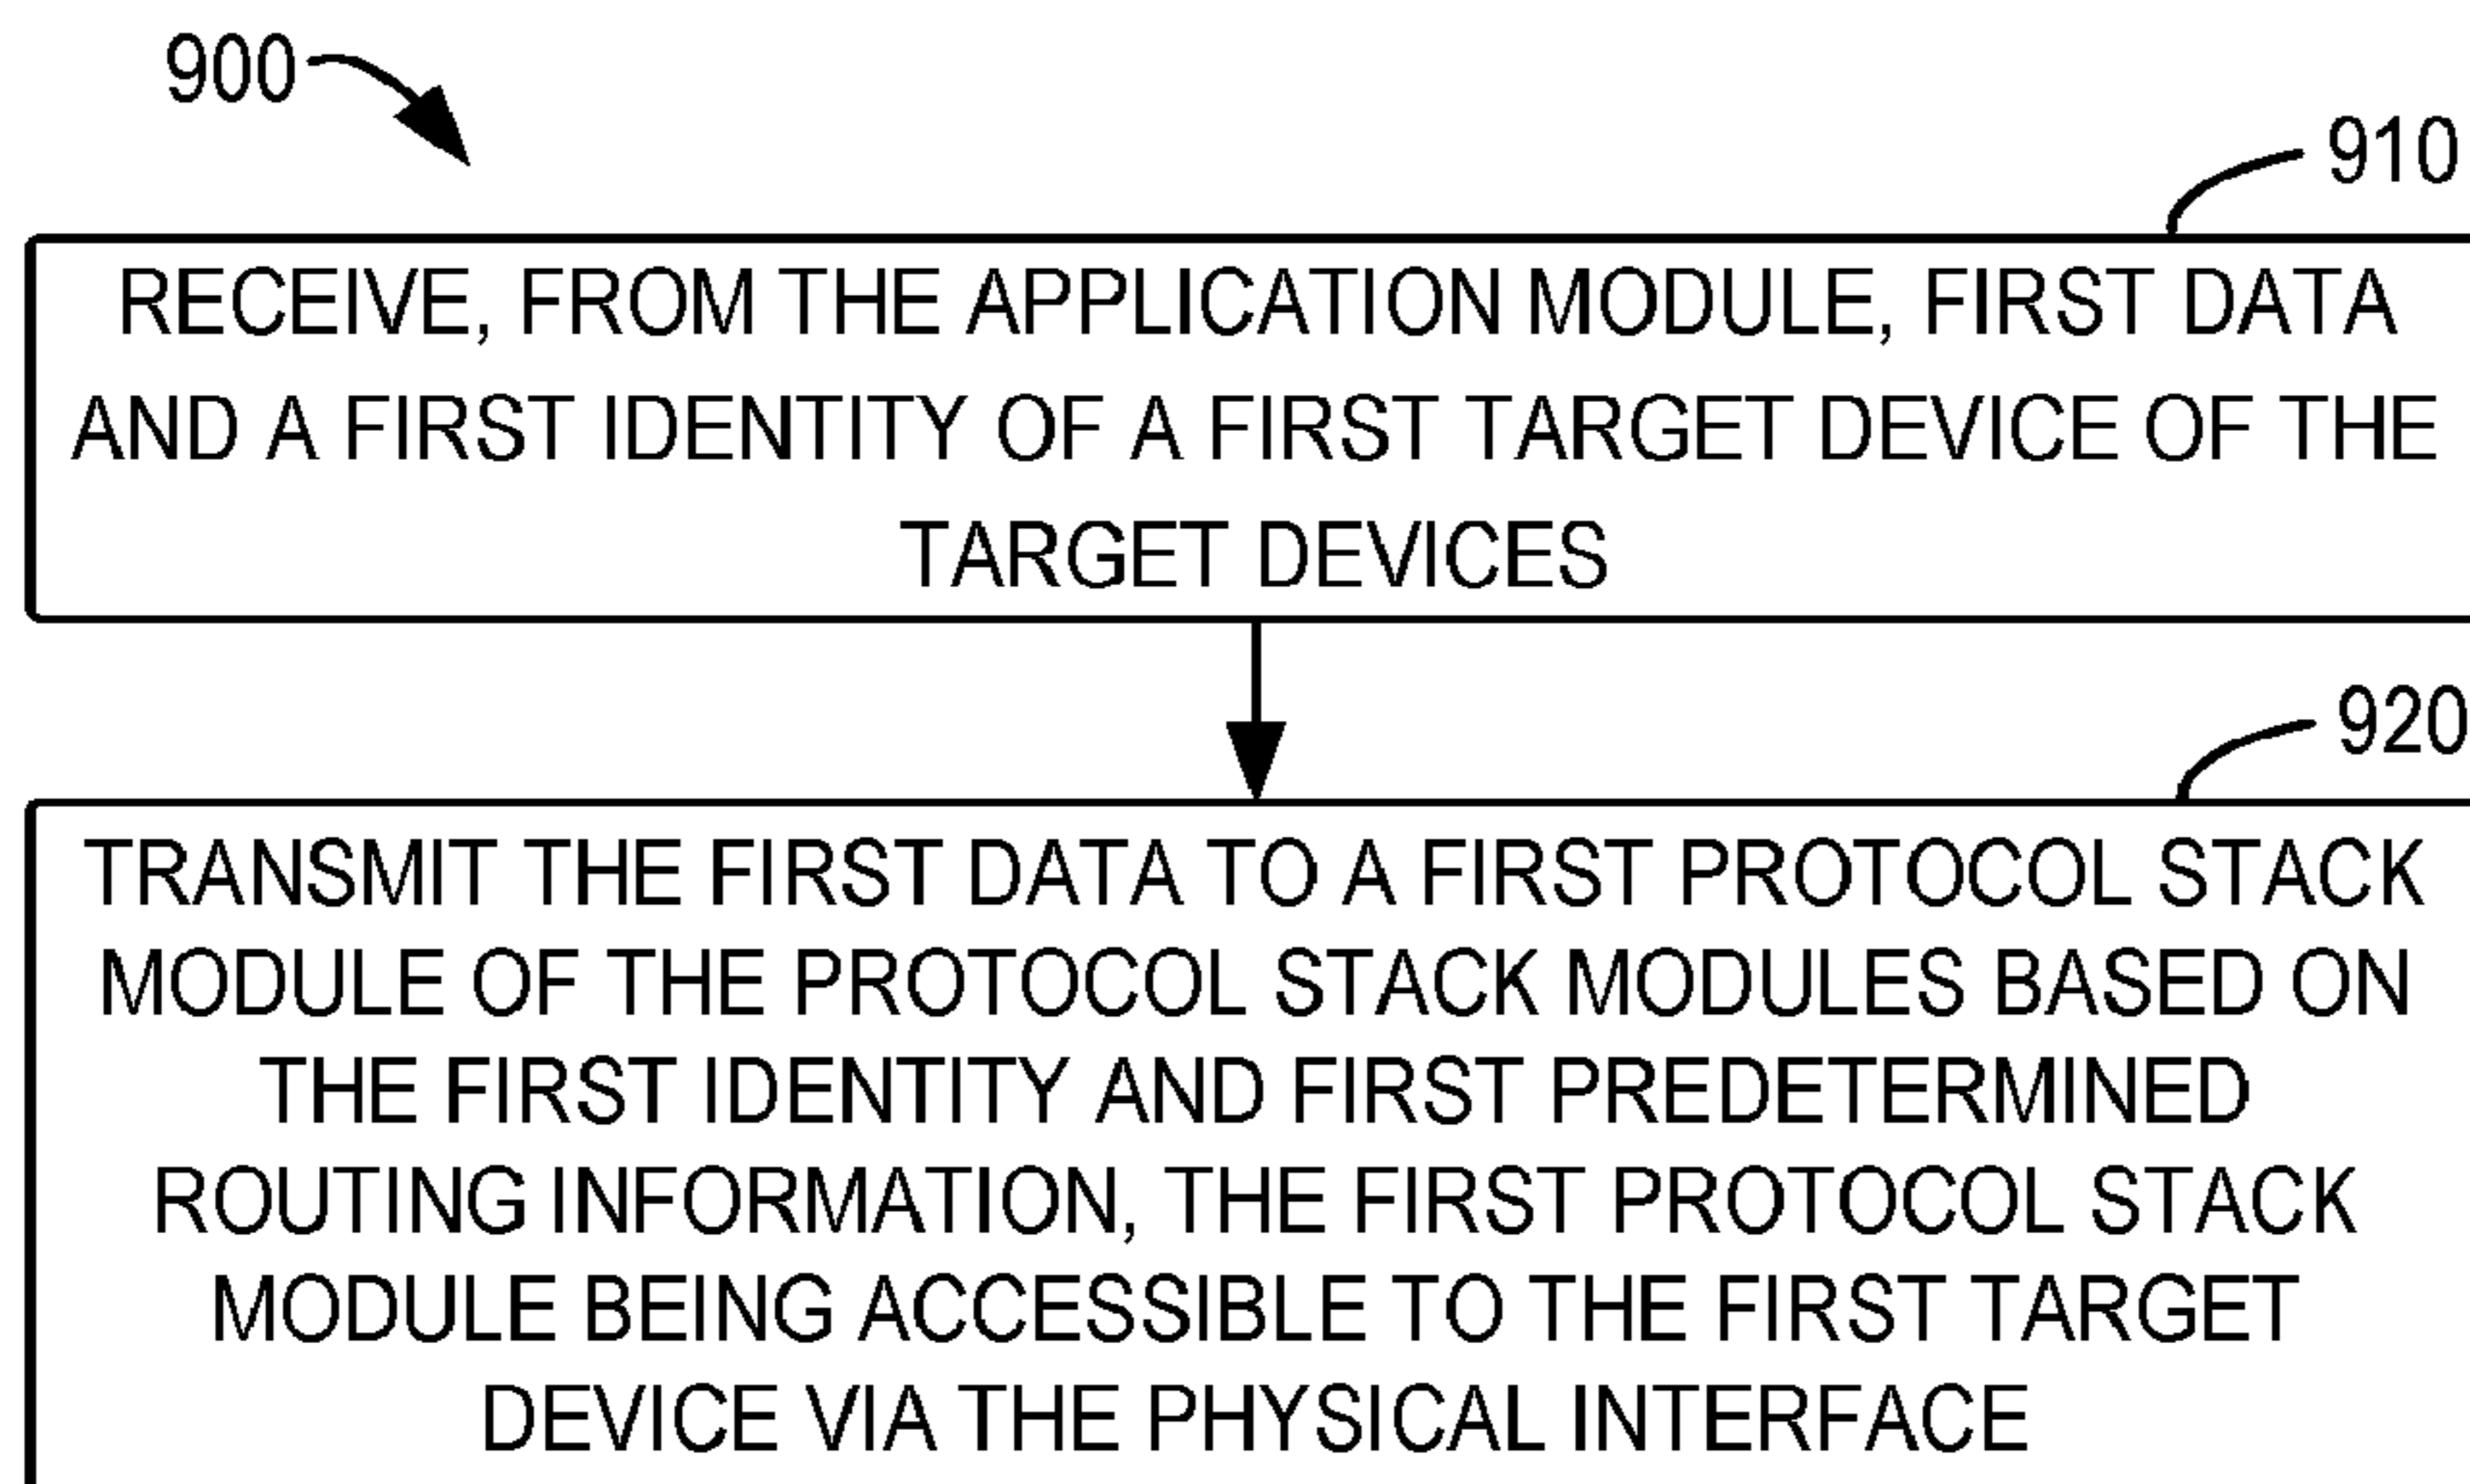 900
910
RECEIVE, FROM THE APPLICATION MODULE, FIRST DATA
AND A FIRST IDENTITY OF A FIRST TARGET DEVICE OF THE
TARGET DEVICES
920
TRANSMIT THE FIRST DATA TO A FIRST PROTOCOL STACK
MODULE OF THE PROTOCOL STACK MODULES BASED ON
THE FIRST IDENTITY AND FIRST PREDETERMINED
ROUTING INFORMATION, THE FIRST PROTOCOL STACK
MODULE BEING ACCESSIBLE TO THE FIRST TARGET
DEVICE VIA THE PHYSICAL INTERFACE